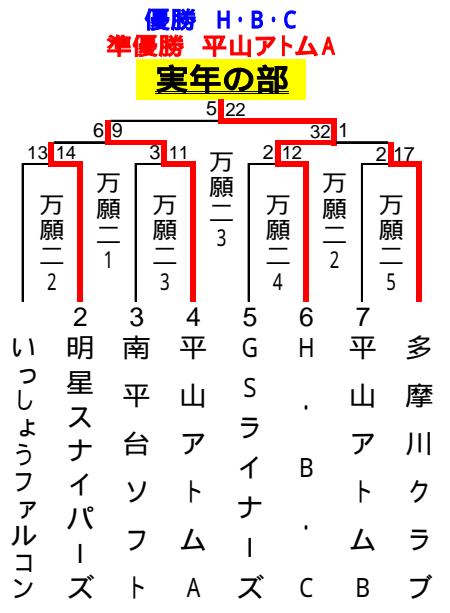 優勝 H・B・C
準優勝 平山アトムA
実年の部
5 22
6 9 32 1
13 14 3 11 2 12 2 17
万願二3
万願二1
万願二2
万願二2
万願二3
万願二4
万願二5
2 3 4 5 6 7
いっしょうファルコン
明星スナイパーズ
南平台ソフト
平山アトムA
GSライナーズ
H・B・C
平山アトムB
多摩川クラブ